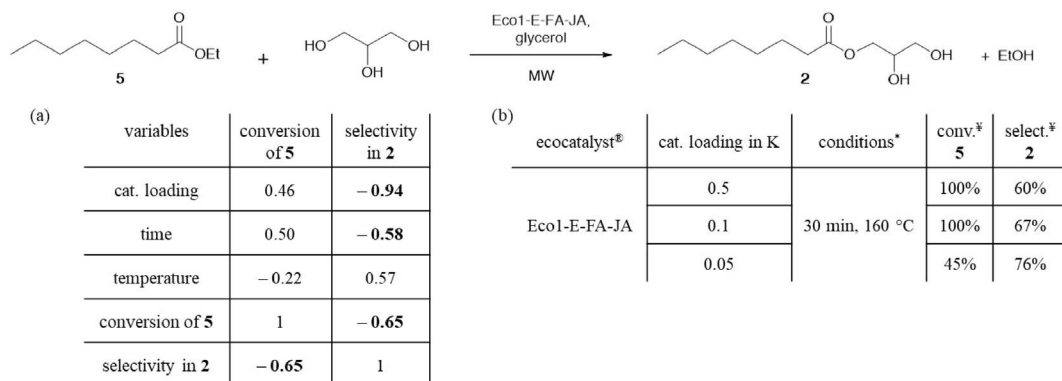 O
OEt
5
+
HO
OH
OH
Eco1-E-FA-JA,
glycerol
MW
O
O
OH
OH
2
+ EtOH
(a)
variables conversion of 5 selectivity in 2
cat. loading 0.46 – 0.94
time 0.50 – 0.58
temperature – 0.22 0.57
conversion of 5 1 – 0.65
selectivity in 2 – 0.65 1
(b)
ecocatalyst® cat. loading in K conditions* conv.¥ 5 select.¥ 2
0.5 100% 60%
Eco1-E-FA-JA 0.1 30 min, 160 °C 100% 67%
0.05 45% 76%